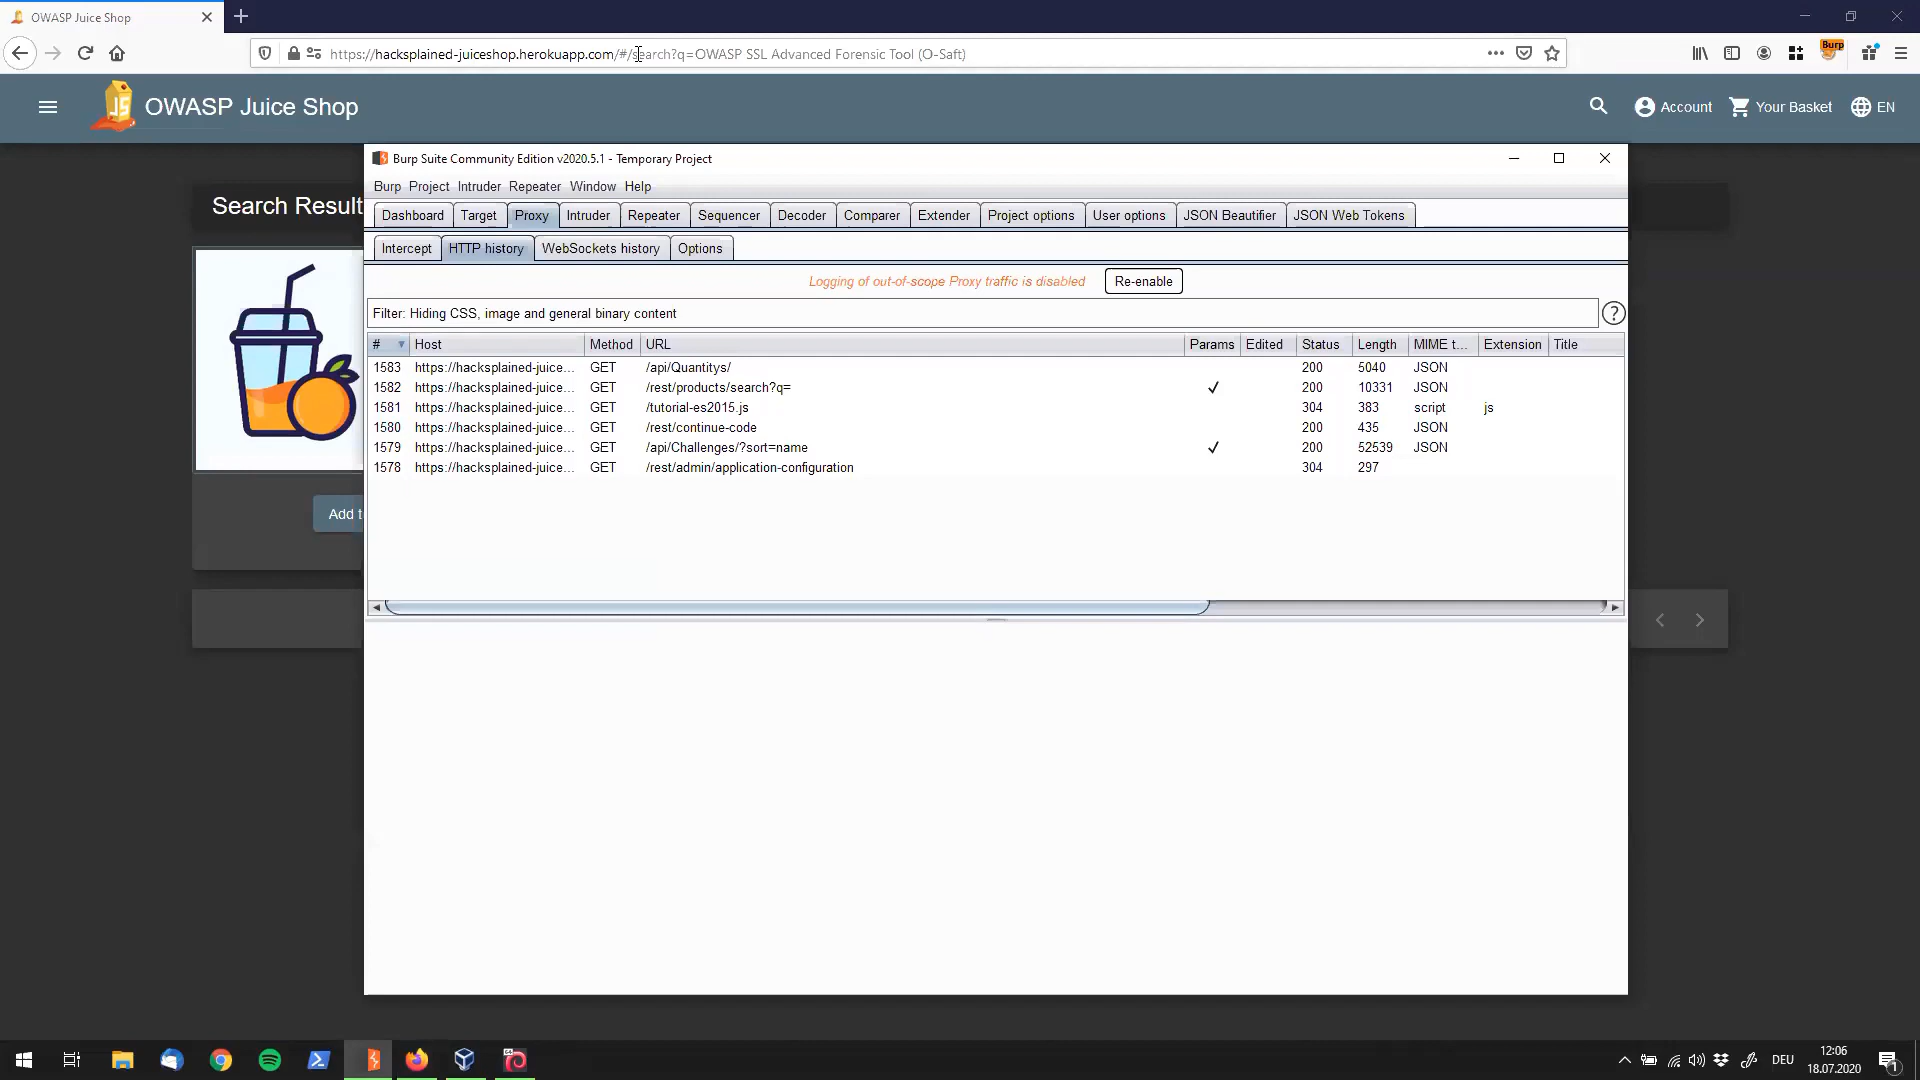 OWASP Juice Shop
https://hacksplained-juiceshop.herokuapp.com/#/search?q=OWASP SSL Advanced Forensic Tool (O-Saft)
Burp
JS
OWASP Juice Shop
Account
Your Basket
EN
Burp Suite Community Edition v2020.5.1 - Temporary Project
Burp Project Intruder Repeater Window Help
Dashboard Target Proxy Intruder Repeater Sequencer Decoder Comparer Extender Project options User options JSON Beautifier JSON Web Tokens
Search Result
Intercept HTTP history WebSockets history Options
Logging of out-of-scope Proxy traffic is disabled Re-enable
Filter: Hiding CSS, image and general binary content ?
# Host Method URL Params Edited Status Length MIME t... Extension Title
1583 https://hacksplained-juice... GET /api/Quantitys/ 200 5040 JSON
1582 https://hacksplained-juice... GET /rest/products/search?q= ✓ 200 10331 JSON
1581 https://hacksplained-juice... GET /tutorial-es2015.js 304 383 script js
1580 https://hacksplained-juice... GET /rest/continue-code 200 435 JSON
1579 https://hacksplained-juice... GET /api/Challenges/?sort=name ✓ 200 52539 JSON
1578 https://hacksplained-juice... GET /rest/admin/application-configuration 304 297
Add t
DEU
12:06
18.07.2020
1